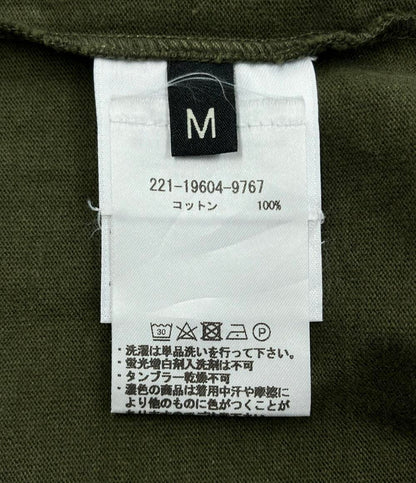 M
221-19604-9767
コットン 100%
30
P
・洗濯は単品洗いを行って下さい。
・蛍光増白剤入洗剤は不可
・タンブラー乾燥不可
・濃色の商品は着用中汗や摩擦に
より他のものに色がつくことが